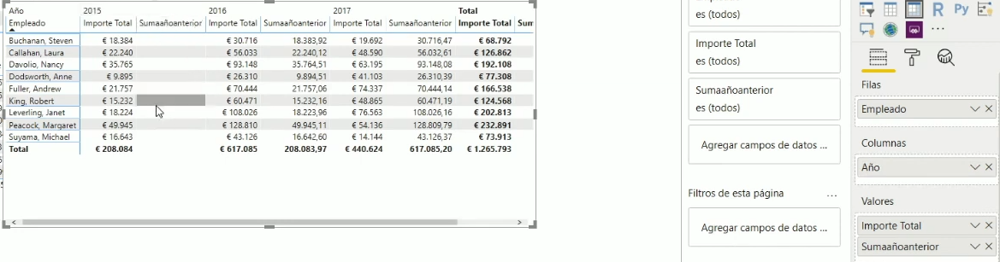 Año 2015 2016 2017 Total
Empleado Importe Total Sumaañoanterior Importe Total Sumaañoanterior Importe Total Sumaañoanterior Importe Total Sum
Buchanan, Steven € 18.384 € 30.716 18.383,92 € 19.692 30.716,47 € 68.792
Callahan, Laura € 22.240 € 56.033 22.240,12 € 48.590 56.032,61 € 126.862
Davolio, Nancy € 35.765 € 93.148 35.764,51 € 63.195 93.148,08 € 192.108
Dodsworth, Anne € 9.895 € 26.310 9.894,51 € 41.103 26.310,39 € 77.308
Fuller, Andrew € 21.757 € 70.444 21.757,06 € 74.337 70.444,14 € 166.538
King, Robert € 15.232 € 60.471 15.232,16 € 48.865 60.471,19 € 124.568
Leverling, Janet € 18.224 € 108.026 18.223,96 € 76.563 108.026,16 € 202.813
Peacock, Margaret € 49.945 € 128.810 49.945,11 € 54.136 128.809,79 € 232.891
Suyama, Michael € 16.643 € 43.126 16.642,60 € 14.144 43.126,37 € 73.913
Total € 208.084 € 617.085 208.083,97 € 440.624 617.085,20 € 1.265.793
es (todos)
Importe Total
es (todos)
Sumaañoanterior
es (todos)
Agregar campos de datos ...
Filtros de esta página ...
Agregar campos de datos ...
R Py
...
Filas
Empleado
Columnas
Año
Valores
Importe Total
Sumaañoanterior